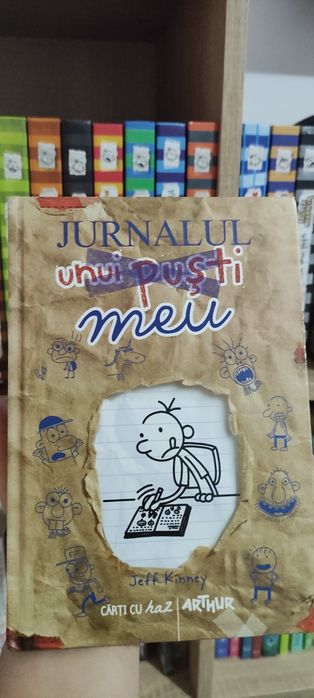 JURNALUL
unui puști
meu
Jeff Kinney
CĂRȚI CU haz | ARTHUR